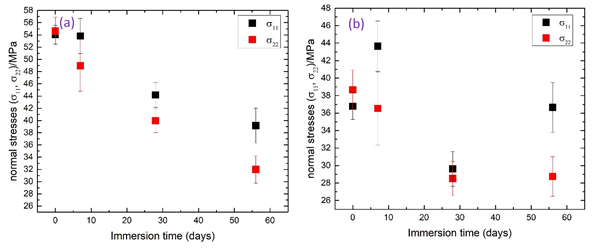 (a)
σ11
σ22
normal stresses (σ11, σ22)/MPa
58
56
54
52
50
48
46
44
42
40
38
36
34
32
30
28
26
0 10 20 30 40 50 60
Immersion time (days)
(b)
σ11
σ22
normal stresses (σ11, σ22)/MPa
48
46
44
42
40
38
36
34
32
30
28
26
0 10 20 30 40 50 60
Immersion time (days)